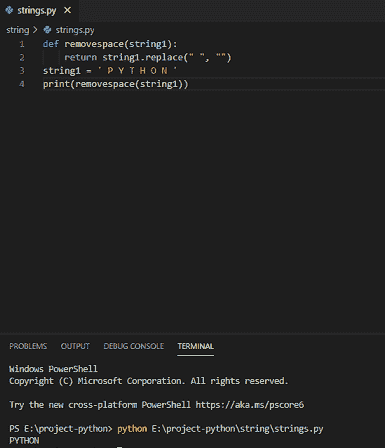 strings.py ×
string > strings.py
1 def removespace(string1):
2 return string1.replace(" ", "")
3 string1 = ' P Y T H O N '
4 print(removespace(string1))
PROBLEMS OUTPUT DEBUG CONSOLE TERMINAL
Windows PowerShell
Copyright (C) Microsoft Corporation. All rights reserved.
Try the new cross-platform PowerShell https://aka.ms/pscore6
PS E:\project-python> python E:\project-python\string\strings.py
PYTHON